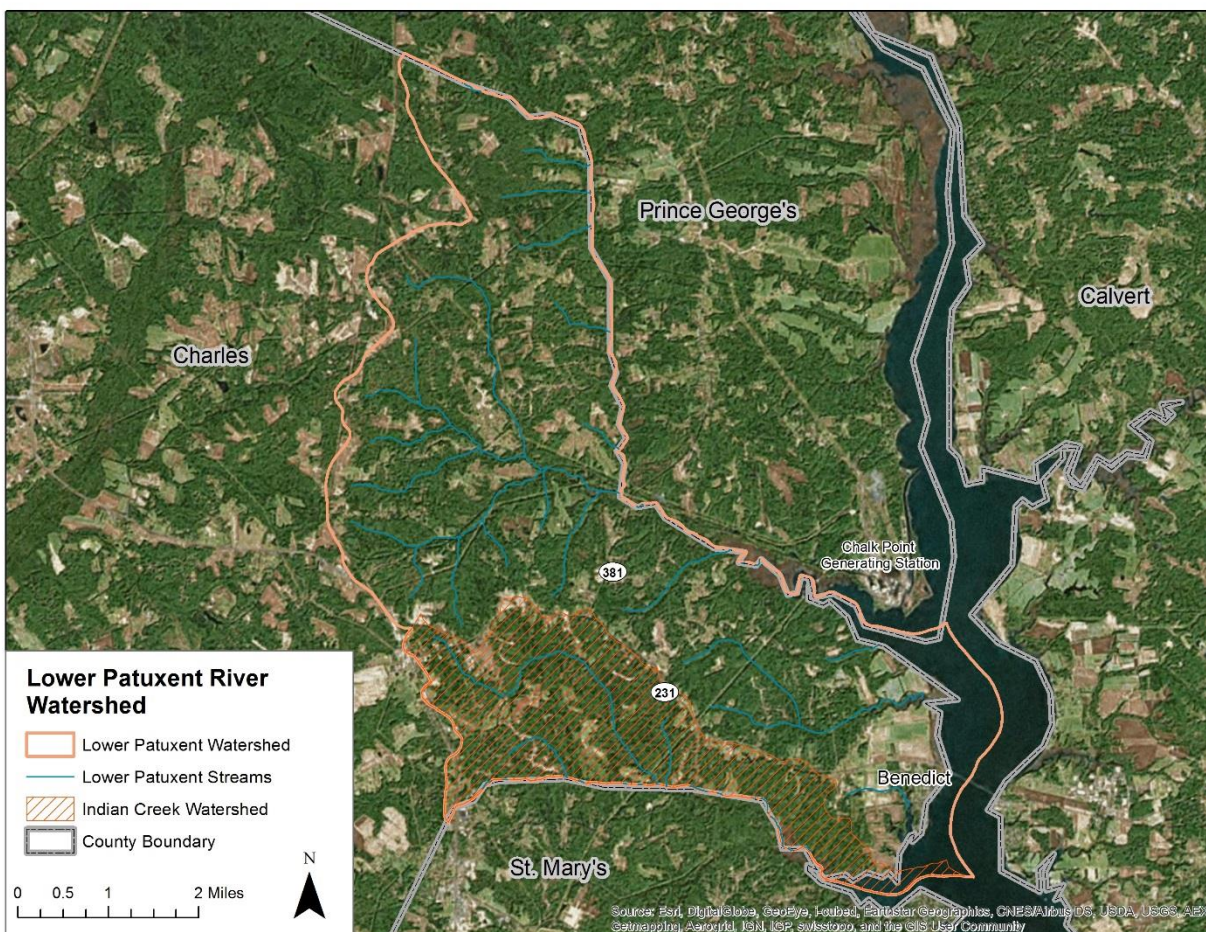 Prince George's
Calvert
Charles
Chalk Point
Generating Station
381
231
Benedict
St. Mary's
Lower Patuxent River
Watershed
Lower Patuxent Watershed
Lower Patuxent Streams
Indian Creek Watershed
County Boundary
N
0 0.5 1 2 Miles
Source: Esri, DigitalGlobe, GeoEye, i-cubed, Earthstar Geographics, CNES/Airbus DS, USDA, USGS, AEX,
Getmapping, Aerogrid, IGN, IGP, swisstopo, and the GIS User Community